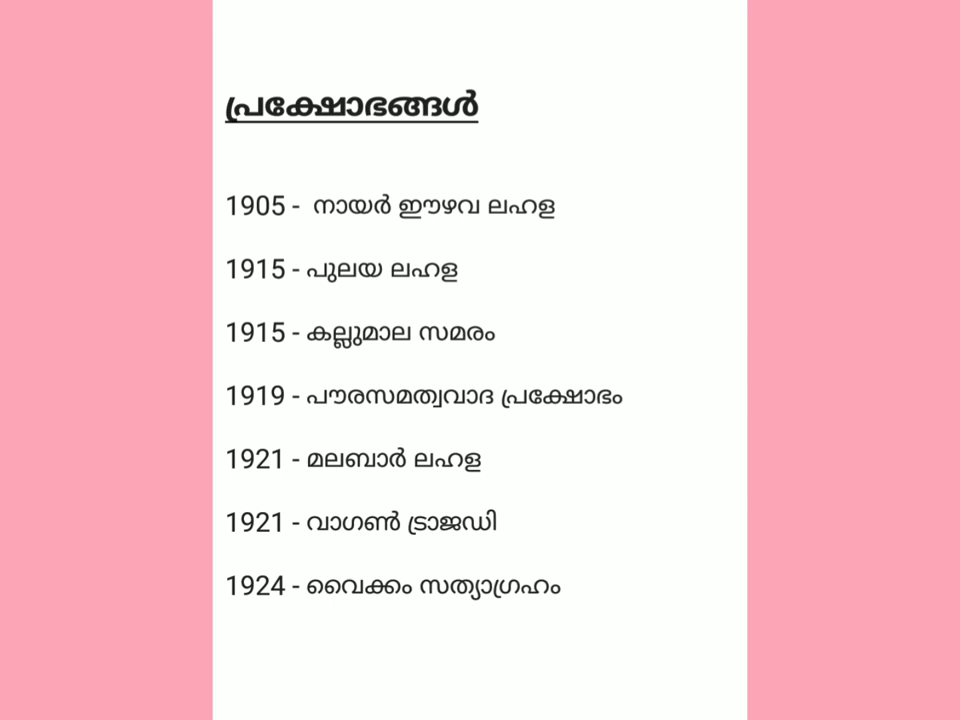 പ്രക്ഷോഭങ്ങൾ
1905 - നായർ ഈഴവ ലഹള
1915 - പുലയ ലഹള
1915 - കല്ലുമാല സമരം
1919 - പൗരസമത്വവാദ പ്രക്ഷോഭം
1921 - മലബാർ ലഹള
1921 - വാഗൺ ട്രാജഡി
1924 - വൈക്കം സത്യാഗ്രഹം